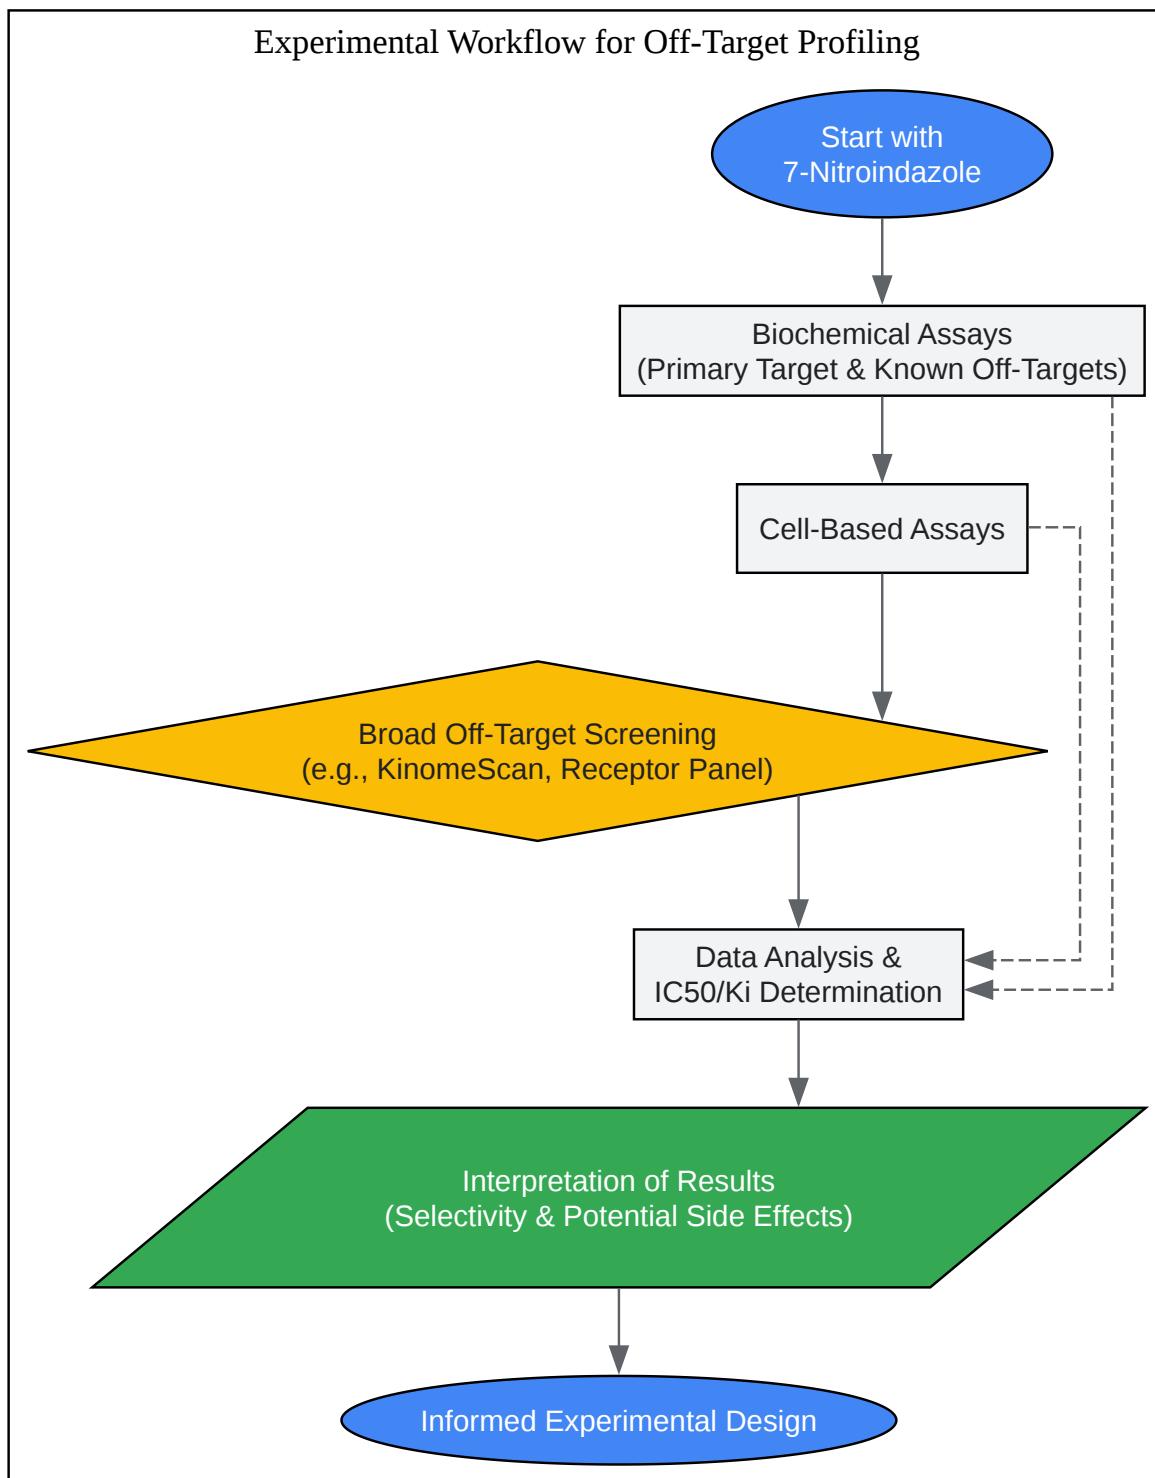 Experimental Workflow for Off-Target Profiling
Start with
7-Nitroindazole
Biochemical Assays
(Primary Target & Known Off-Targets)
Cell-Based Assays
Broad Off-Target Screening
(e.g., KinomeScan, Receptor Panel)
Data Analysis &
IC50/Ki Determination
Interpretation of Results
(Selectivity & Potential Side Effects)
Informed Experimental Design